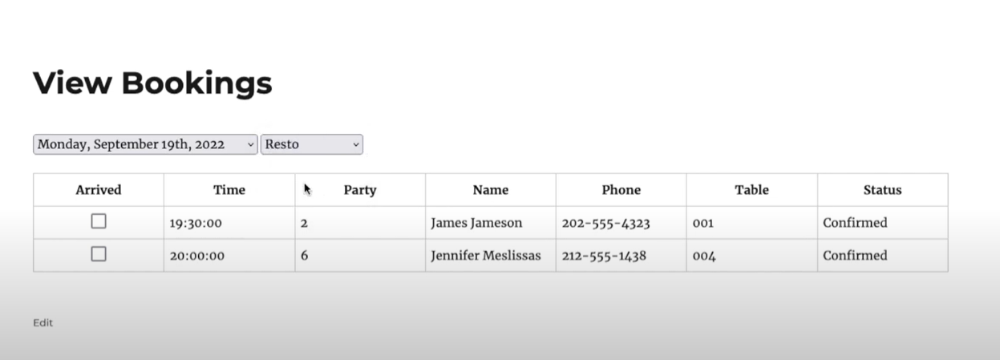 View Bookings
Monday, September 19th, 2022 Resto
Arrived Time Party Name Phone Table Status
19:30:00 2 James Jameson 202-555-4323 001 Confirmed
20:00:00 6 Jennifer Meslissas 212-555-1438 004 Confirmed
Edit